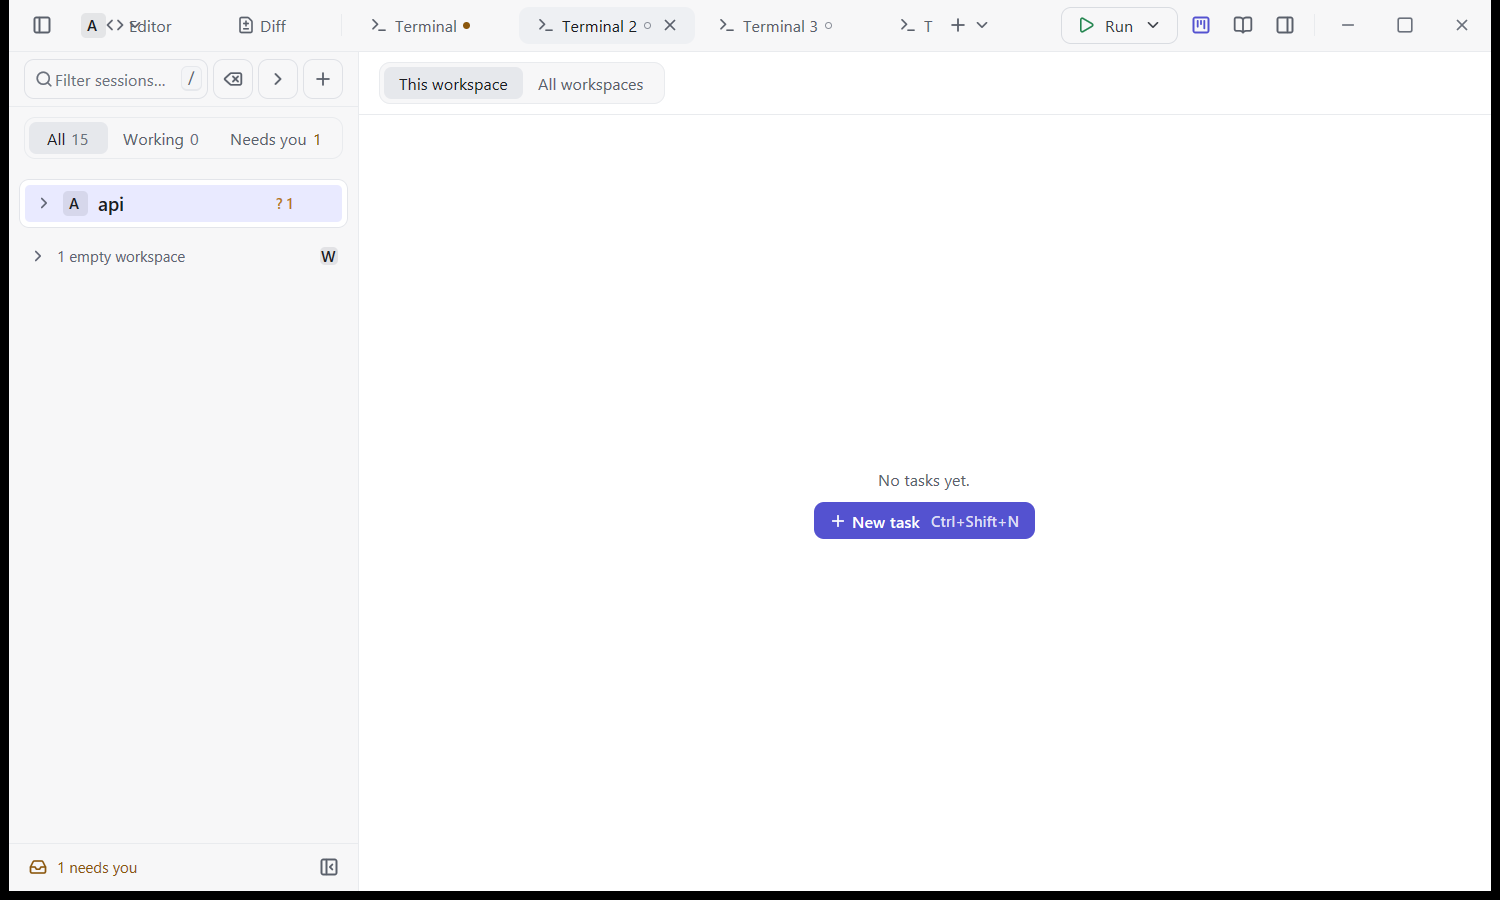 A Editor
Diff
Terminal
Terminal 2
Terminal 3
T
Run
Filter sessions... /
This workspace
All workspaces
All 15
Working 0
Needs you 1
A api ? 1
1 empty workspace W
No tasks yet.
New task Ctrl+Shift+N
1 needs you